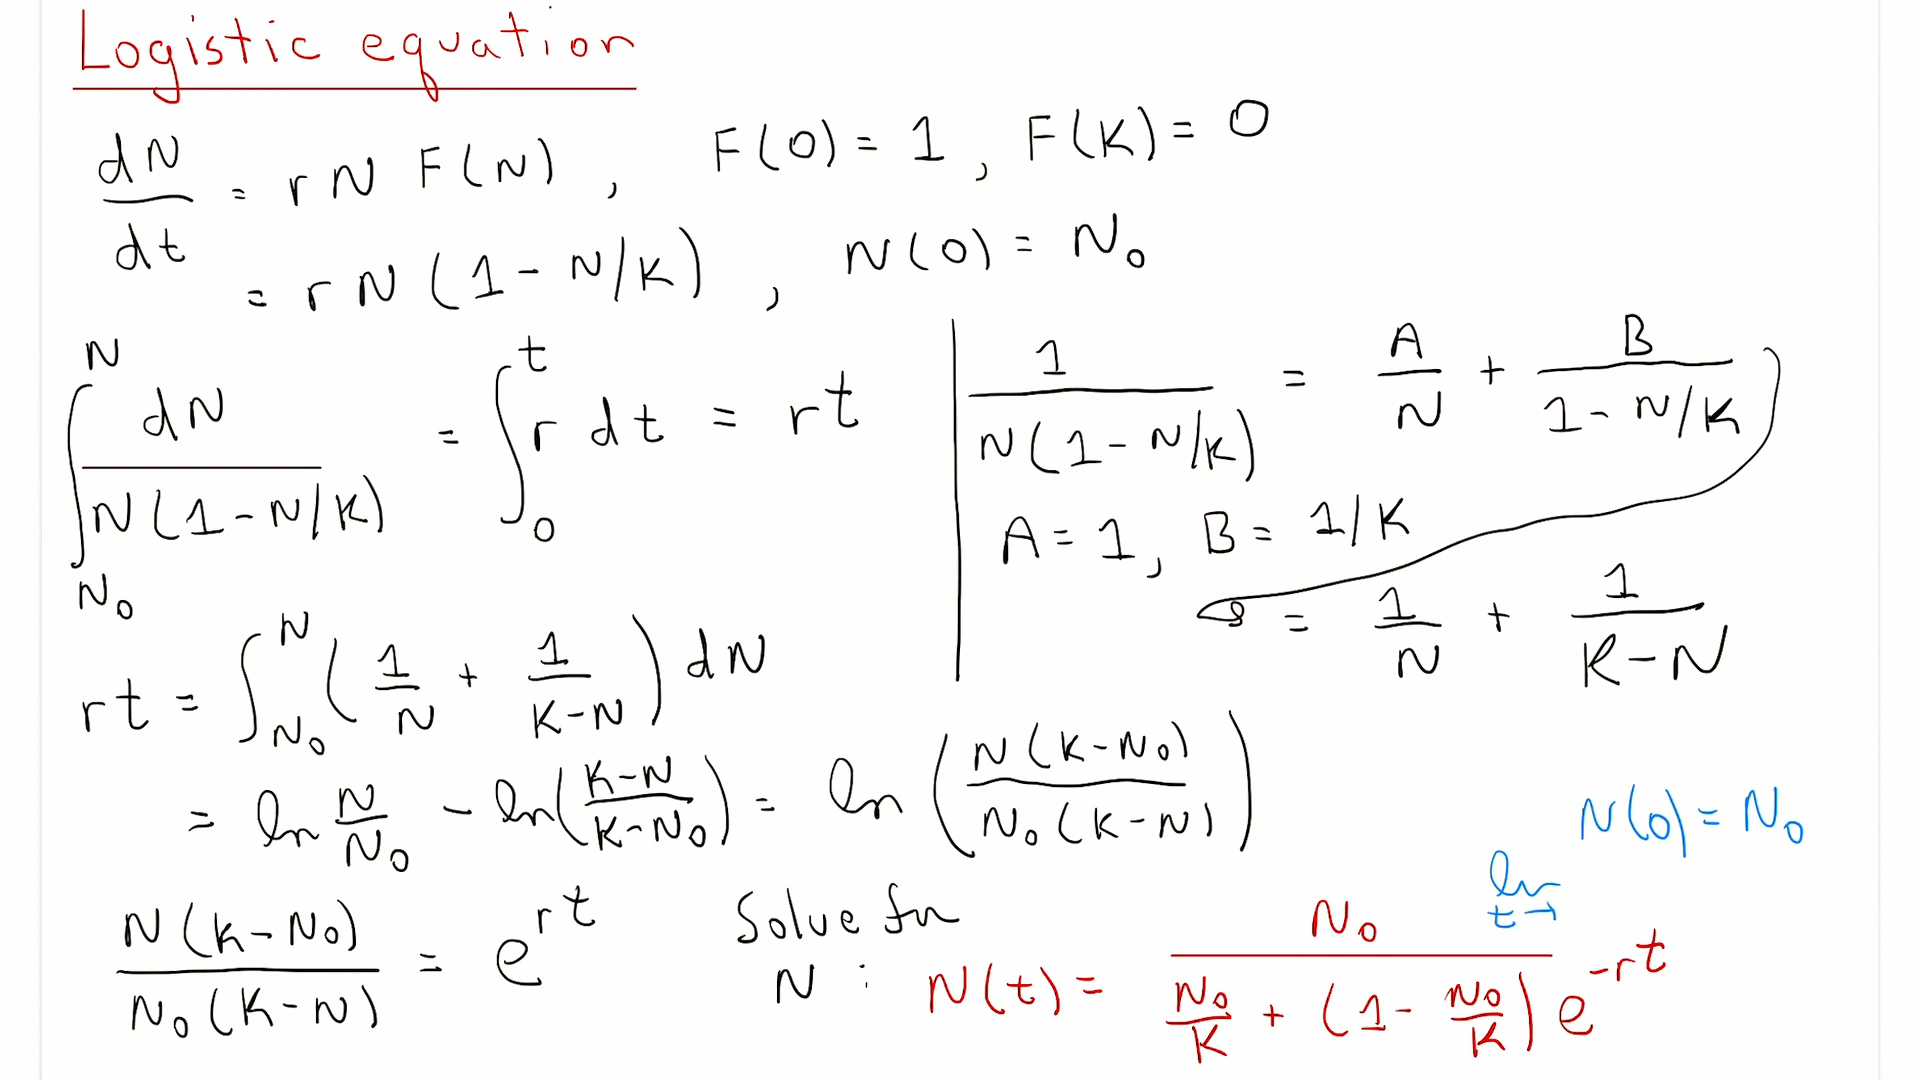 Logistic equation
dN/dt = r N F(N) , F(0) = 1 , F(K) = 0
= r N (1 - N/K) , N(0) = N₀
∫_{N₀}^{N} dN / N(1 - N/K) = ∫_0^t r dt = rt
1 / N(1 - N/K) = A/N + B/(1 - N/K)
A = 1 , B = 1/K
= 1/N + 1/(K-N)
rt = ∫_{N₀}^{N} ( 1/N + 1/(K-N) ) dN
= ln N/N₀ - ln( (K-N)/(K-N₀) ) = ln ( N(K-N₀) / N₀(K-N) )
N(K-N₀) / N₀(K-N) = e^{rt}
Solve for
N : N(t) = N₀ / ( N₀/K + (1 - N₀/K) e^{-rt} )
N(0) = N₀
lim t→